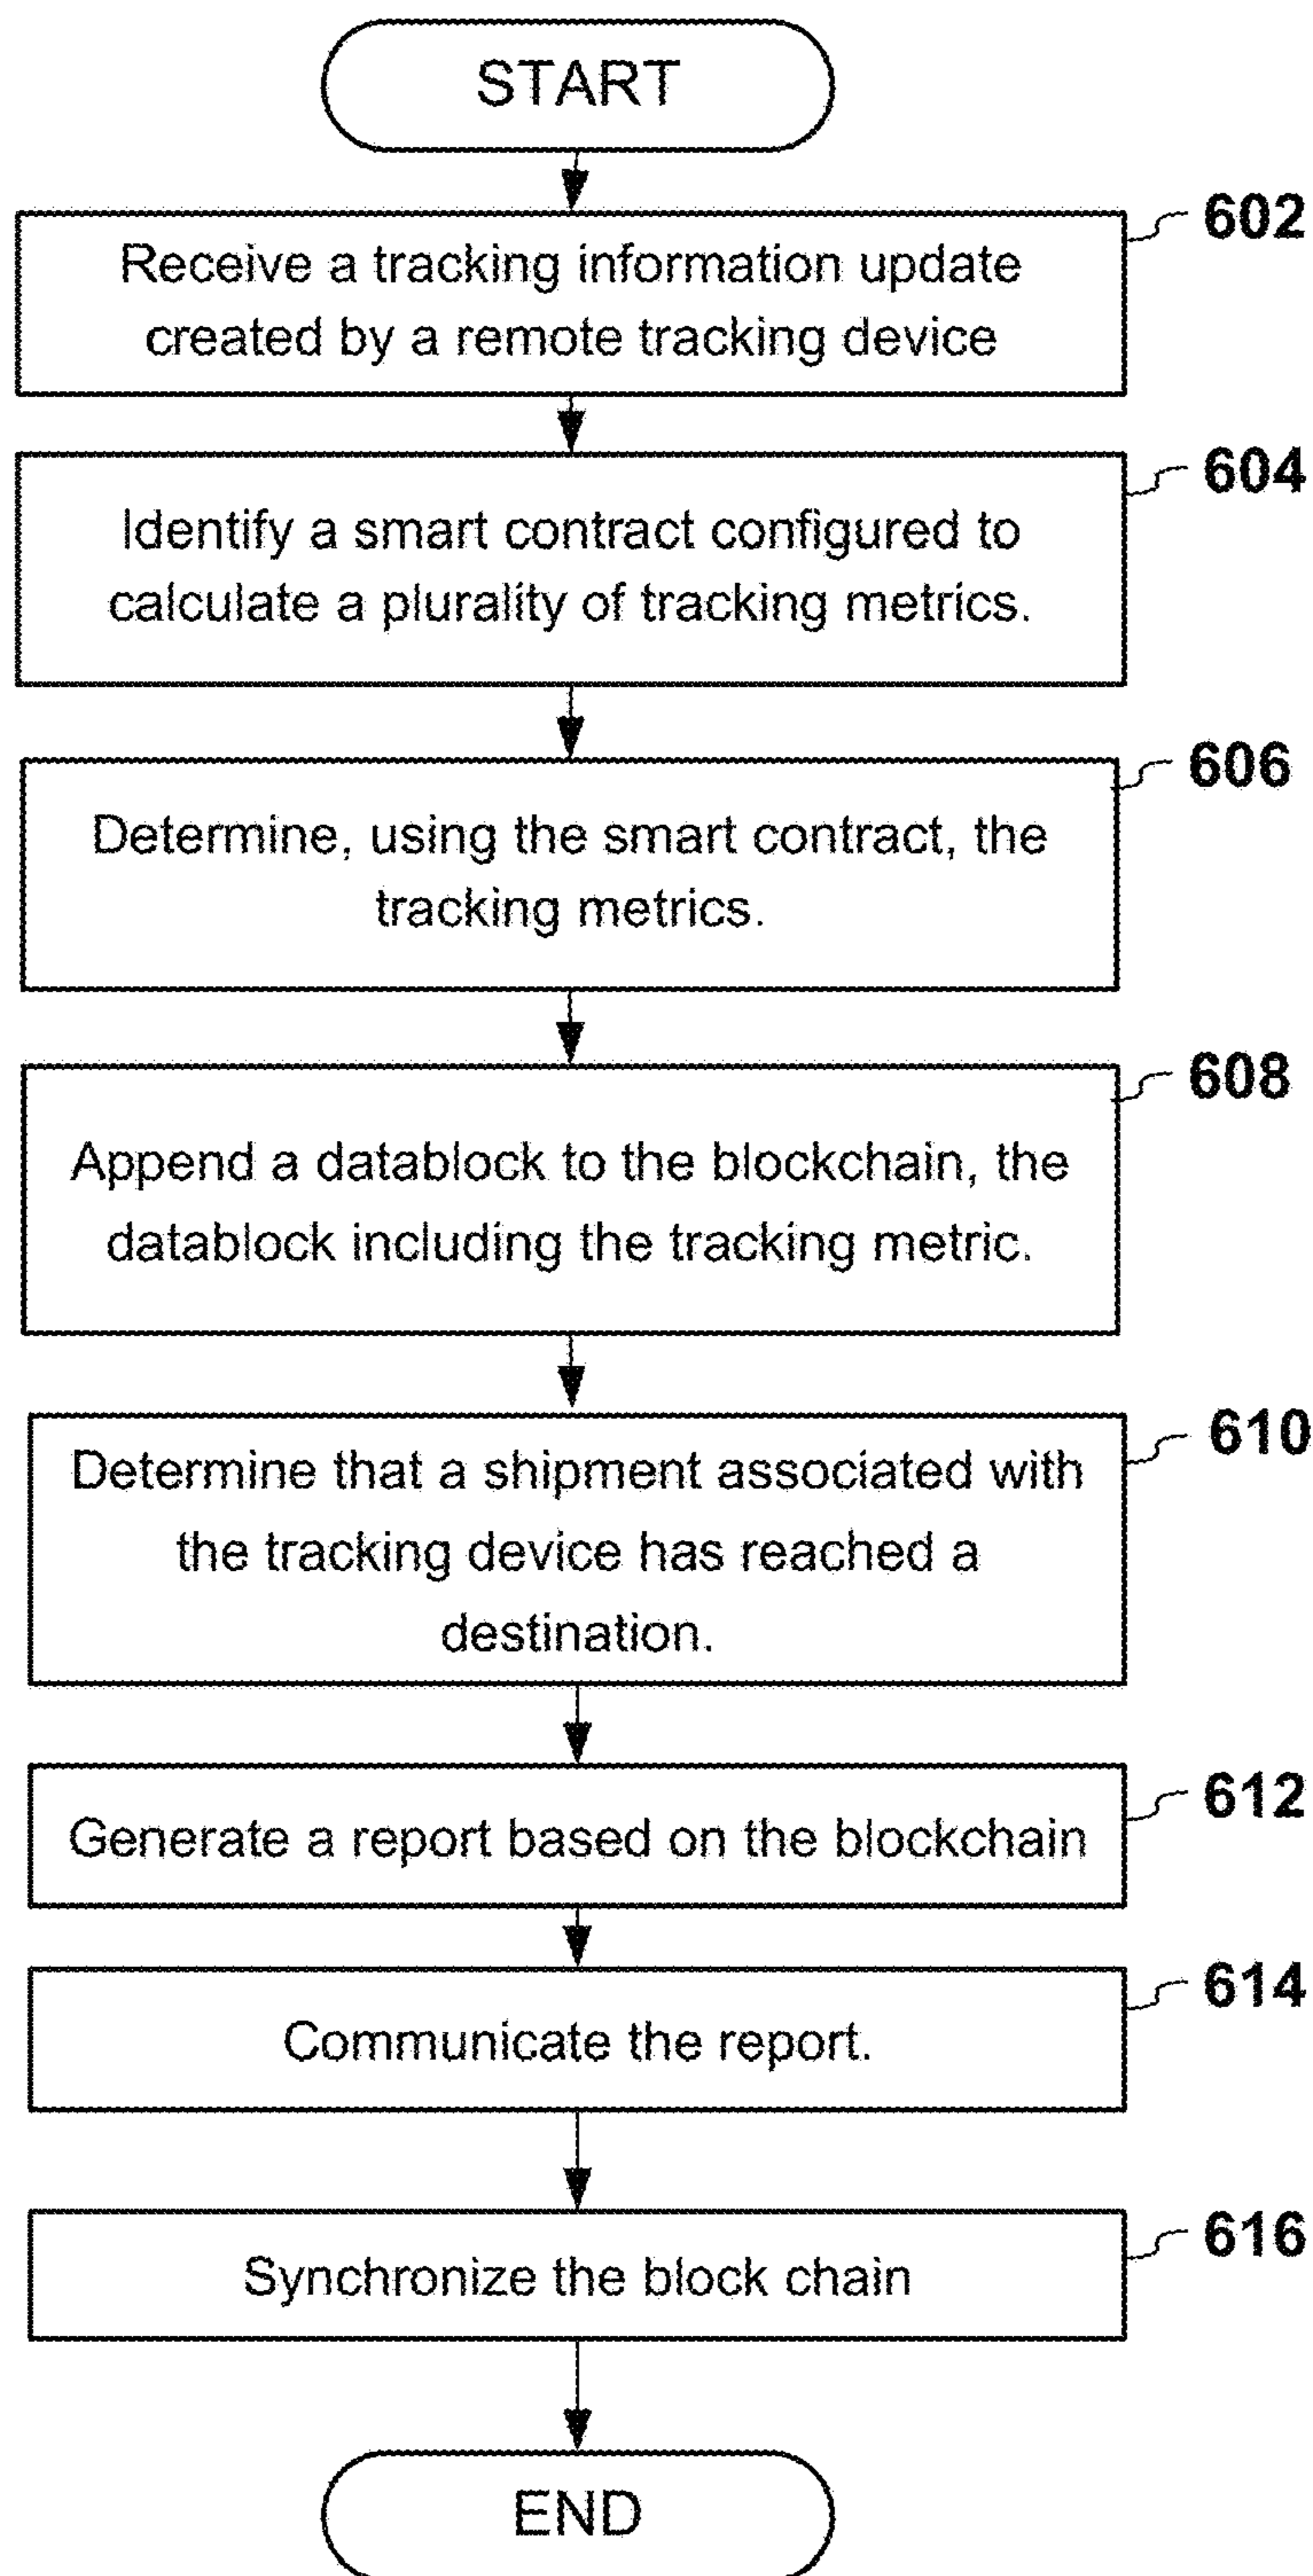 START
602
Receive a tracking information update
created by a remote tracking device
604
Identify a smart contract configured to
calculate a plurality of tracking metrics.
606
Determine, using the smart contract, the
tracking metrics.
608
Append a datablock to the blockchain, the
datablock including the tracking metric.
610
Determine that a shipment associated with
the tracking device has reached a
destination.
612
Generate a report based on the blockchain
614
Communicate the report.
616
Synchronize the block chain
END